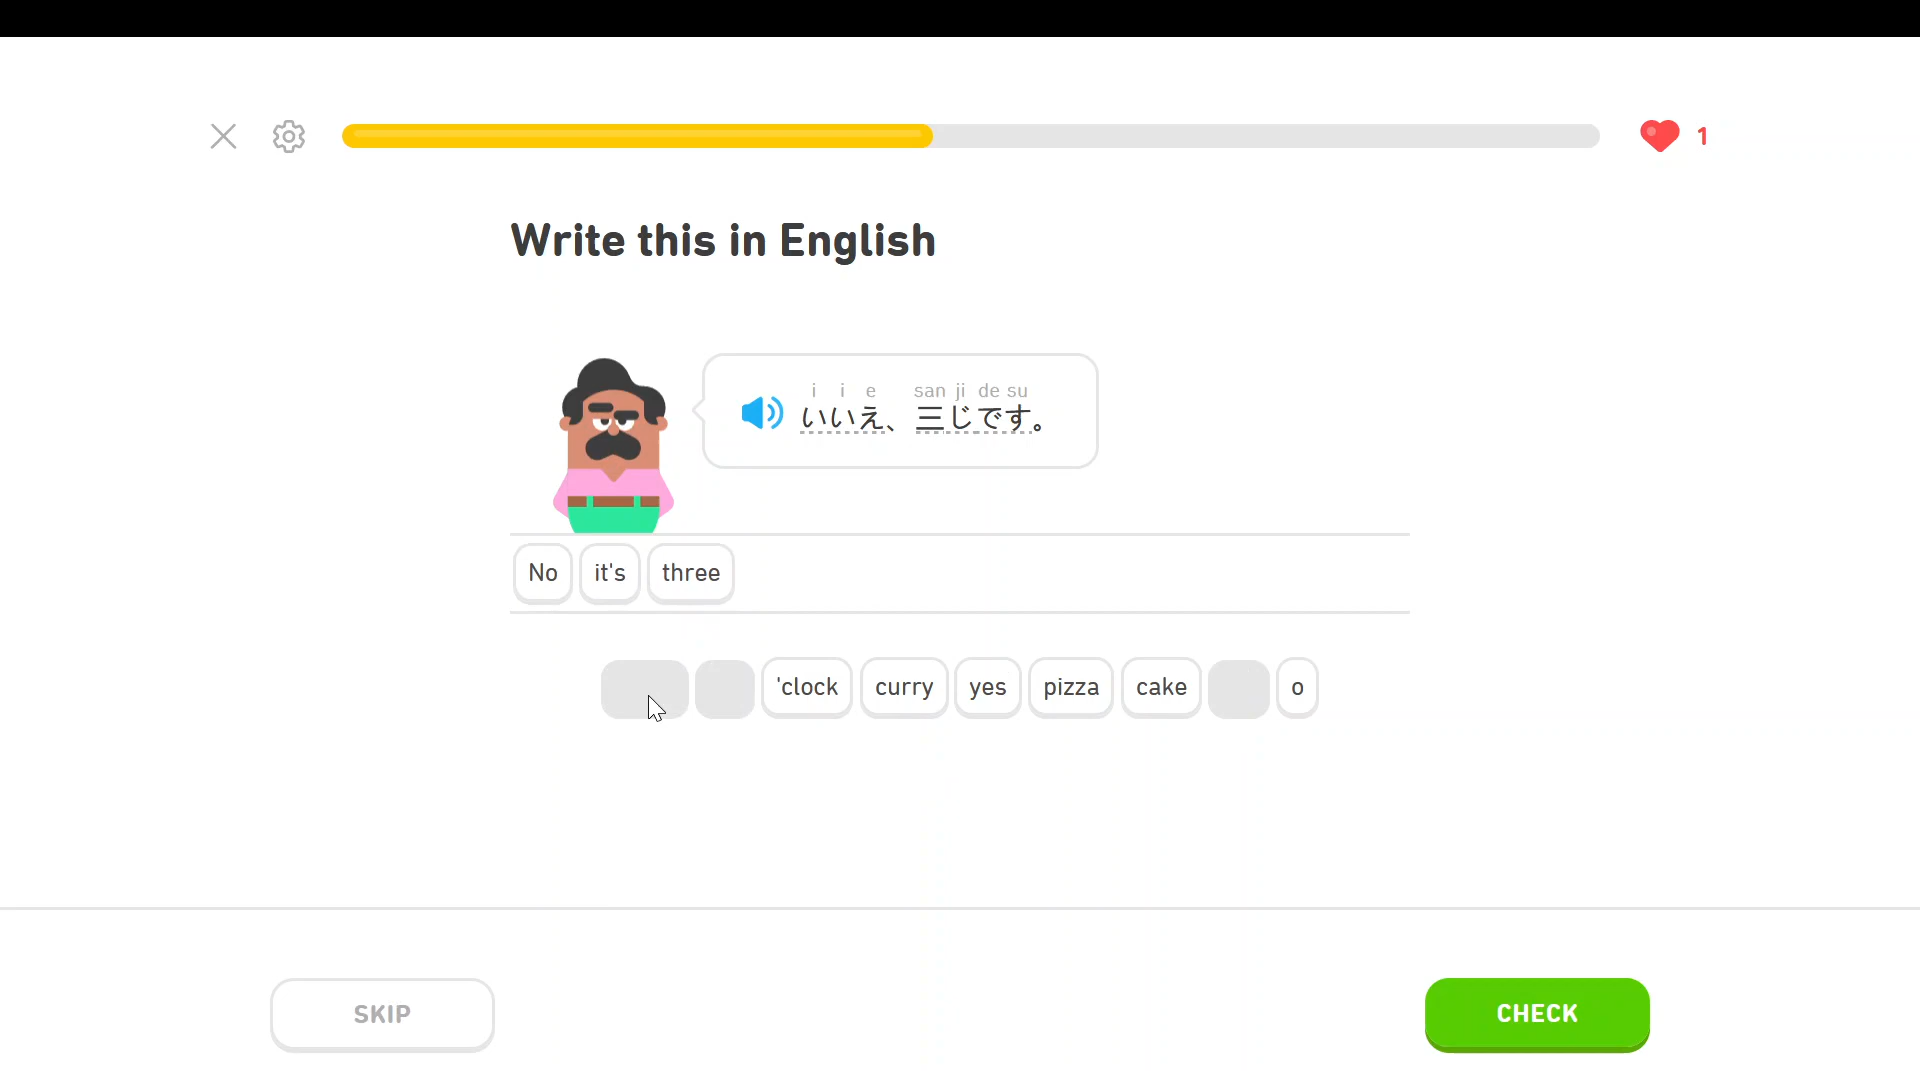 1
Write this in English
i i e san ji de su
いいえ、三じです。
No it's three
'clock curry yes pizza cake o
SKIP CHECK